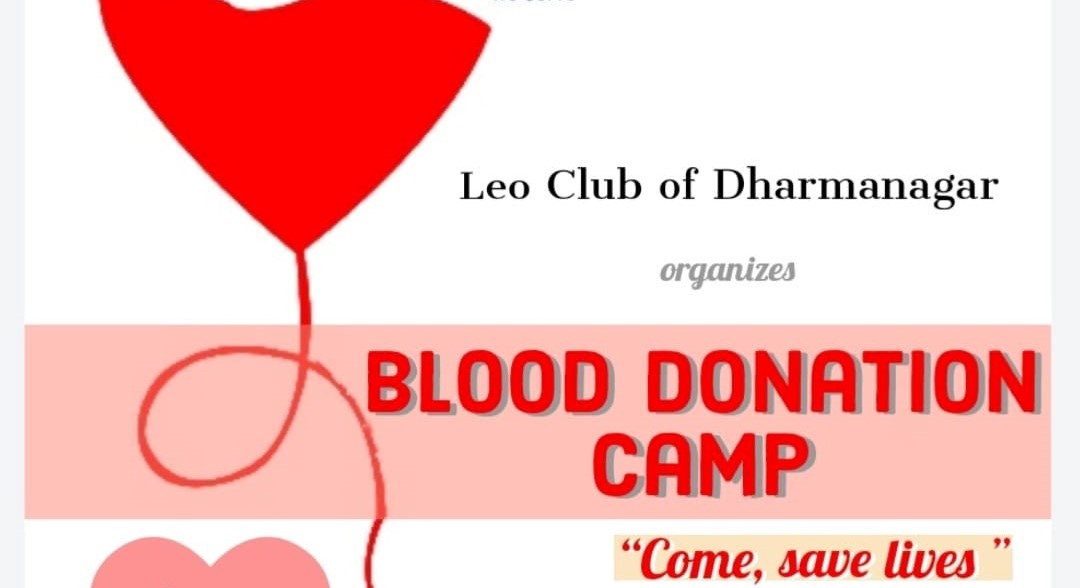 Leo Club of Dharmanagar
organizes
BLOOD DONATION
CAMP
“Come, save lives ”